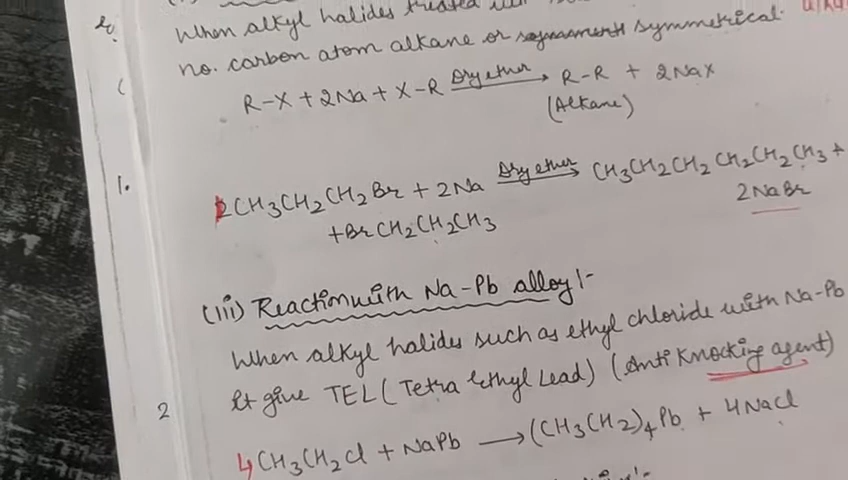 When alkyl halides treated
no. carbon atom alkane or symmetrical.
R-X + 2Na + X-R Dry ether → R-R + 2NaX
(Alkane)
1.
2CH3CH2CH2Br + 2Na Dry ether → CH3CH2CH2CH2CH2CH3 +
+BrCH2CH2CH3
2NaBr
(iii) Reaction with Na-Pb alloy!-
When alkyl halides such as ethyl chloride with Na-Pb
2
It give TEL (Tetra Ethyl Lead) (Anti Knocking agent)
4CH3CH2Cl + NaPb → (CH3CH2)4Pb + 4NaCl